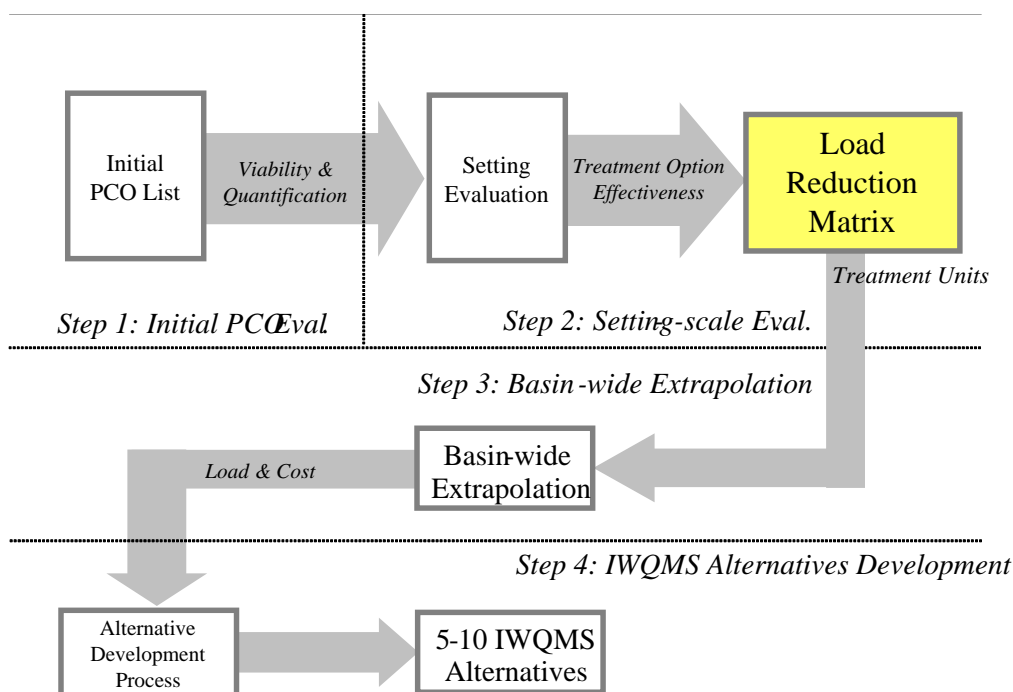 Initial
PCO List
Viability &
Quantification
Setting
Evaluation
Treatment Option
Effectiveness
Load
Reduction
Matrix
Treatment Units
Step 1: Initial PCO Eval.
Step 2: Setting-scale Eval.
Step 3: Basin-wide Extrapolation
Basin-wide
Extrapolation
Load & Cost
Step 4: IWQMS Alternatives Development
Alternative
Development
Process
5-10 IWQMS
Alternatives